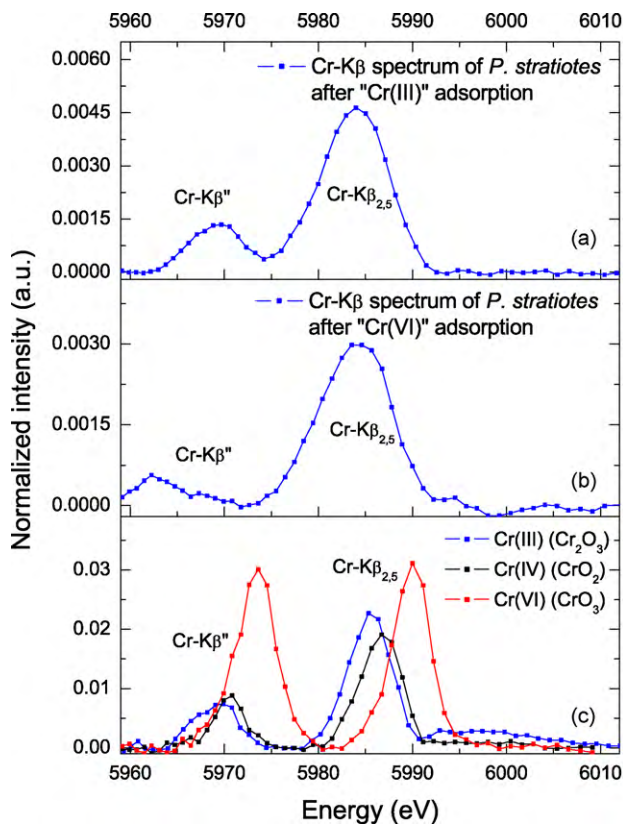 5960 5970 5980 5990 6000 6010
0.0060
Cr-Kβ spectrum of P. stratiotes
after "Cr(III)" adsorption
0.0045
0.0030
Cr-Kβ"
Cr-Kβ2,5
0.0015
(a)
0.0000
Cr-Kβ spectrum of P. stratiotes
after "Cr(VI)" adsorption
0.0030
0.0015
Cr-Kβ"
Cr-Kβ2,5
(b)
0.0000
Normalized intensity (a.u.)
Cr(III) (Cr2O3)
Cr(IV) (CrO2)
Cr(VI) (CrO3)
0.03
Cr-Kβ2,5
0.02
Cr-Kβ"
0.01
(c)
0.00
5960 5970 5980 5990 6000 6010
Energy (eV)